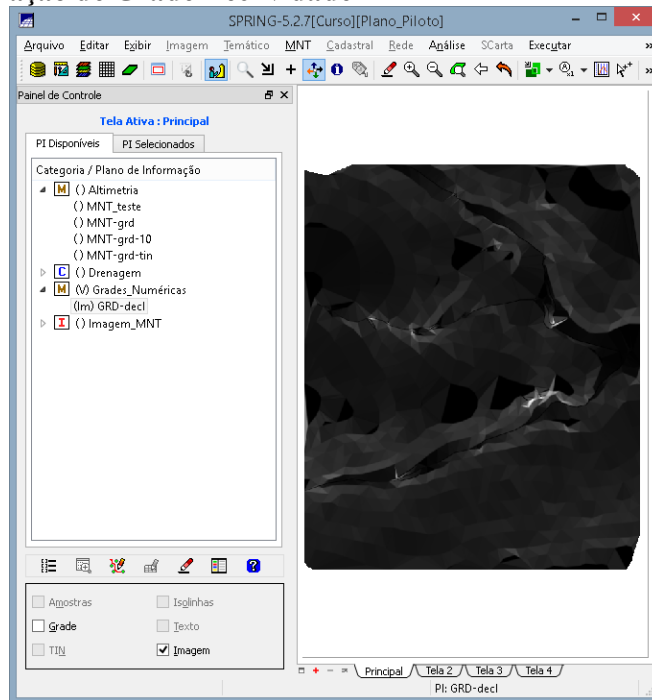 SPRING-5.2.7[Curso][Plano_Piloto]
Arquivo Editar Exibir Imagem Temático MNT Cadastral Rede Análise SCarta Executar »
Painel de Controle
Tela Ativa : Principal
PI Disponíveis PI Selecionados
Categoria / Plano de Informação
M () Altimetria
() MNT_teste
() MNT-grd
() MNT-grd-10
() MNT-grd-tin
C () Drenagem
M (V) Grades_Numéricas
(Im) GRD-decl
I () Imagem_MNT
Amostras Isolinhas
Grade Texto
TIN Imagem
Principal Tela 2 Tela 3 Tela 4
PI: GRD-decl